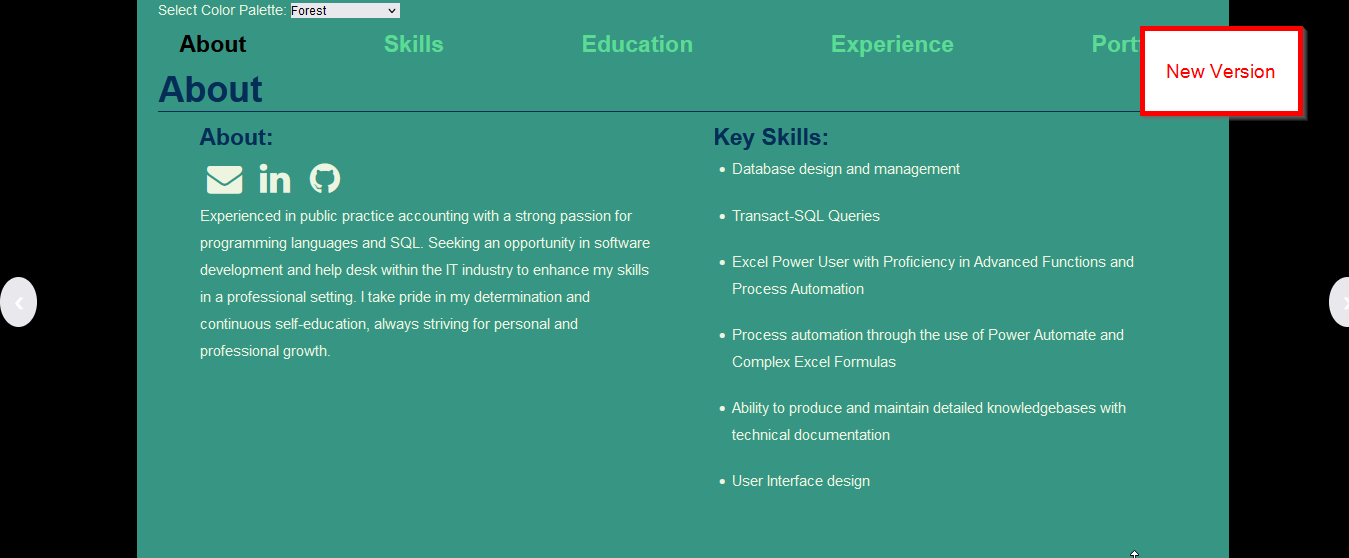 Select Color Palette: Forest
About Skills Education Experience Port
New Version
About
About:
Experienced in public practice accounting with a strong passion for
programming languages and SQL. Seeking an opportunity in software
development and help desk within the IT industry to enhance my skills
in a professional setting. I take pride in my determination and
continuous self-education, always striving for personal and
professional growth.
Key Skills:
• Database design and management
• Transact-SQL Queries
• Excel Power User with Proficiency in Advanced Functions and
Process Automation
• Process automation through the use of Power Automate and
Complex Excel Formulas
• Ability to produce and maintain detailed knowledgebases with
technical documentation
• User Interface design